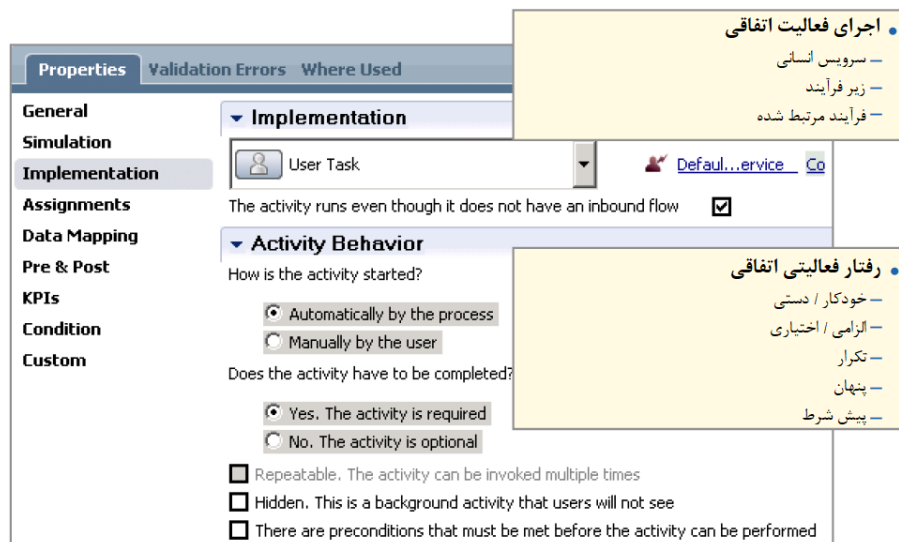 • اجرای فعالیت اتفاقی
– سرویس انسانی
– زیر فرآیند
– فرآیند مرتبط شده
Properties Validation Errors Where Used
General
Simulation
Implementation
Assignments
Data Mapping
Pre & Post
KPIs
Condition
Custom
Implementation
User Task Defaul...ervice Co
The activity runs even though it does not have an inbound flow
Activity Behavior
How is the activity started?
Automatically by the process
Manually by the user
Does the activity have to be completed?
Yes. The activity is required
No. The activity is optional
Repeatable. The activity can be invoked multiple times
Hidden. This is a background activity that users will not see
There are preconditions that must be met before the activity can be performed
• رفتار فعالیتی اتفاقی
– خودکار / دستی
– الزامی / اختیاری
– تکرار
– پنهان
– پیش شرط